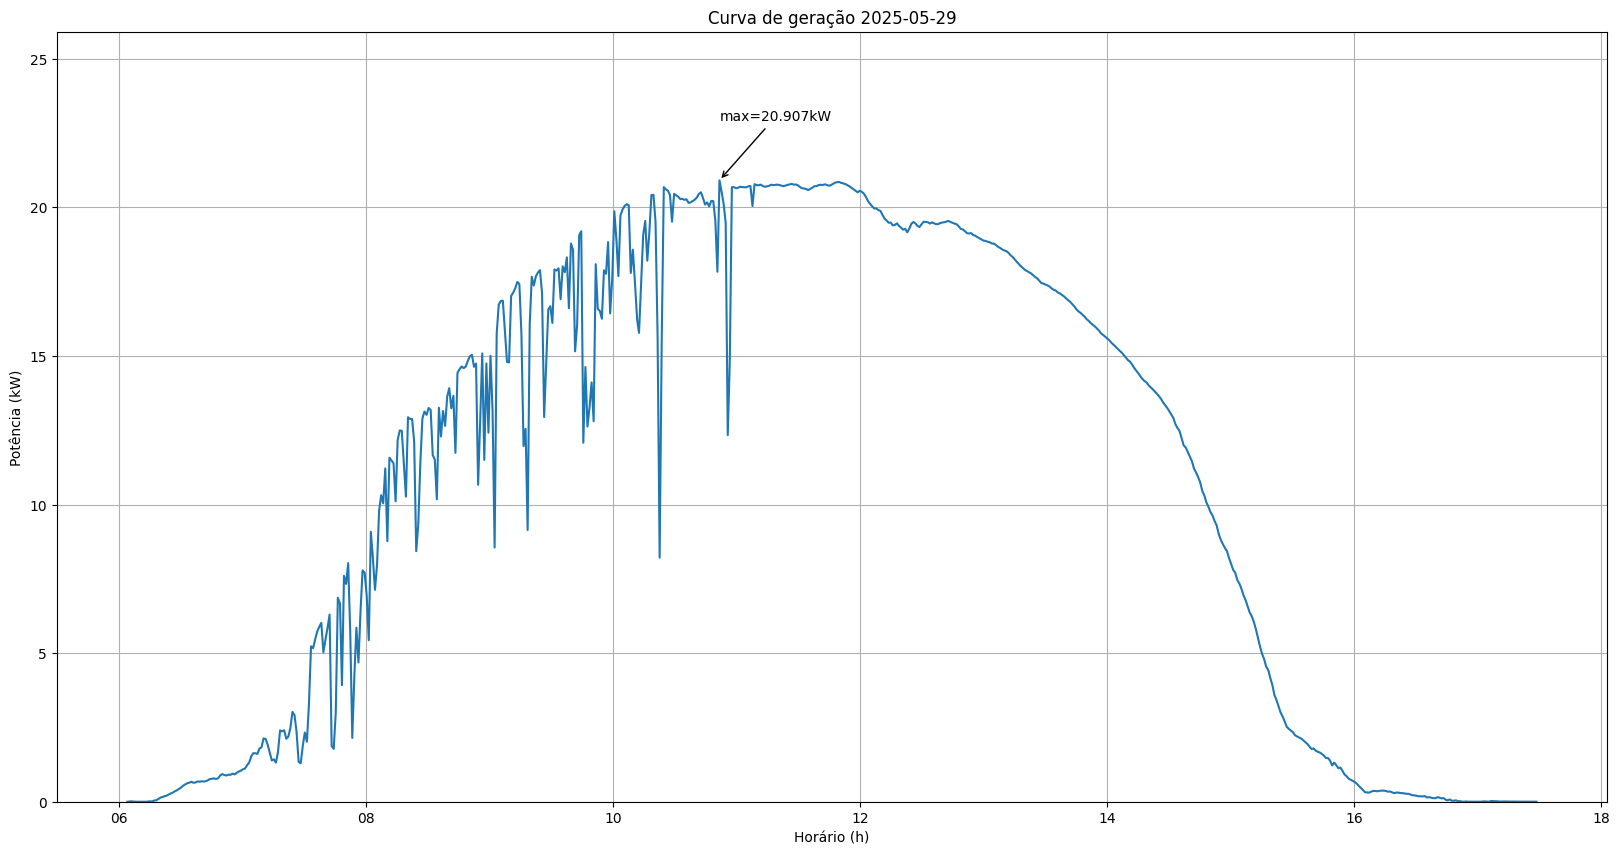 Curva de geração 2025-05-29
25
max=20.907kW
20
15
Potência (kW)
10
5
0
06 08 10 12 14 16 18
Horário (h)